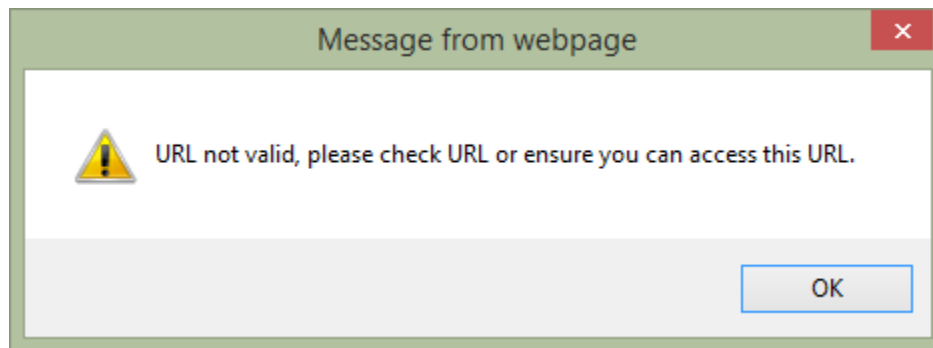 Message from webpage
URL not valid, please check URL or ensure you can access this URL.
OK